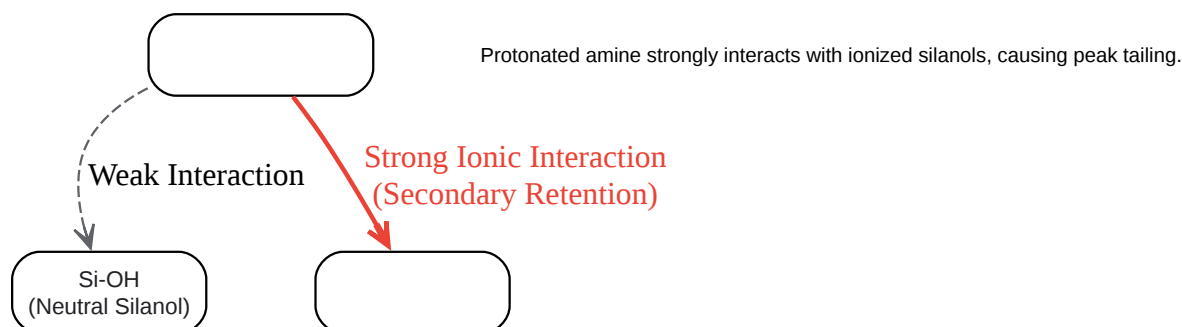 Protonated amine strongly interacts with ionized silanols, causing peak tailing.
Weak Interaction
Strong Ionic Interaction
(Secondary Retention)
Si-OH
(Neutral Silanol)